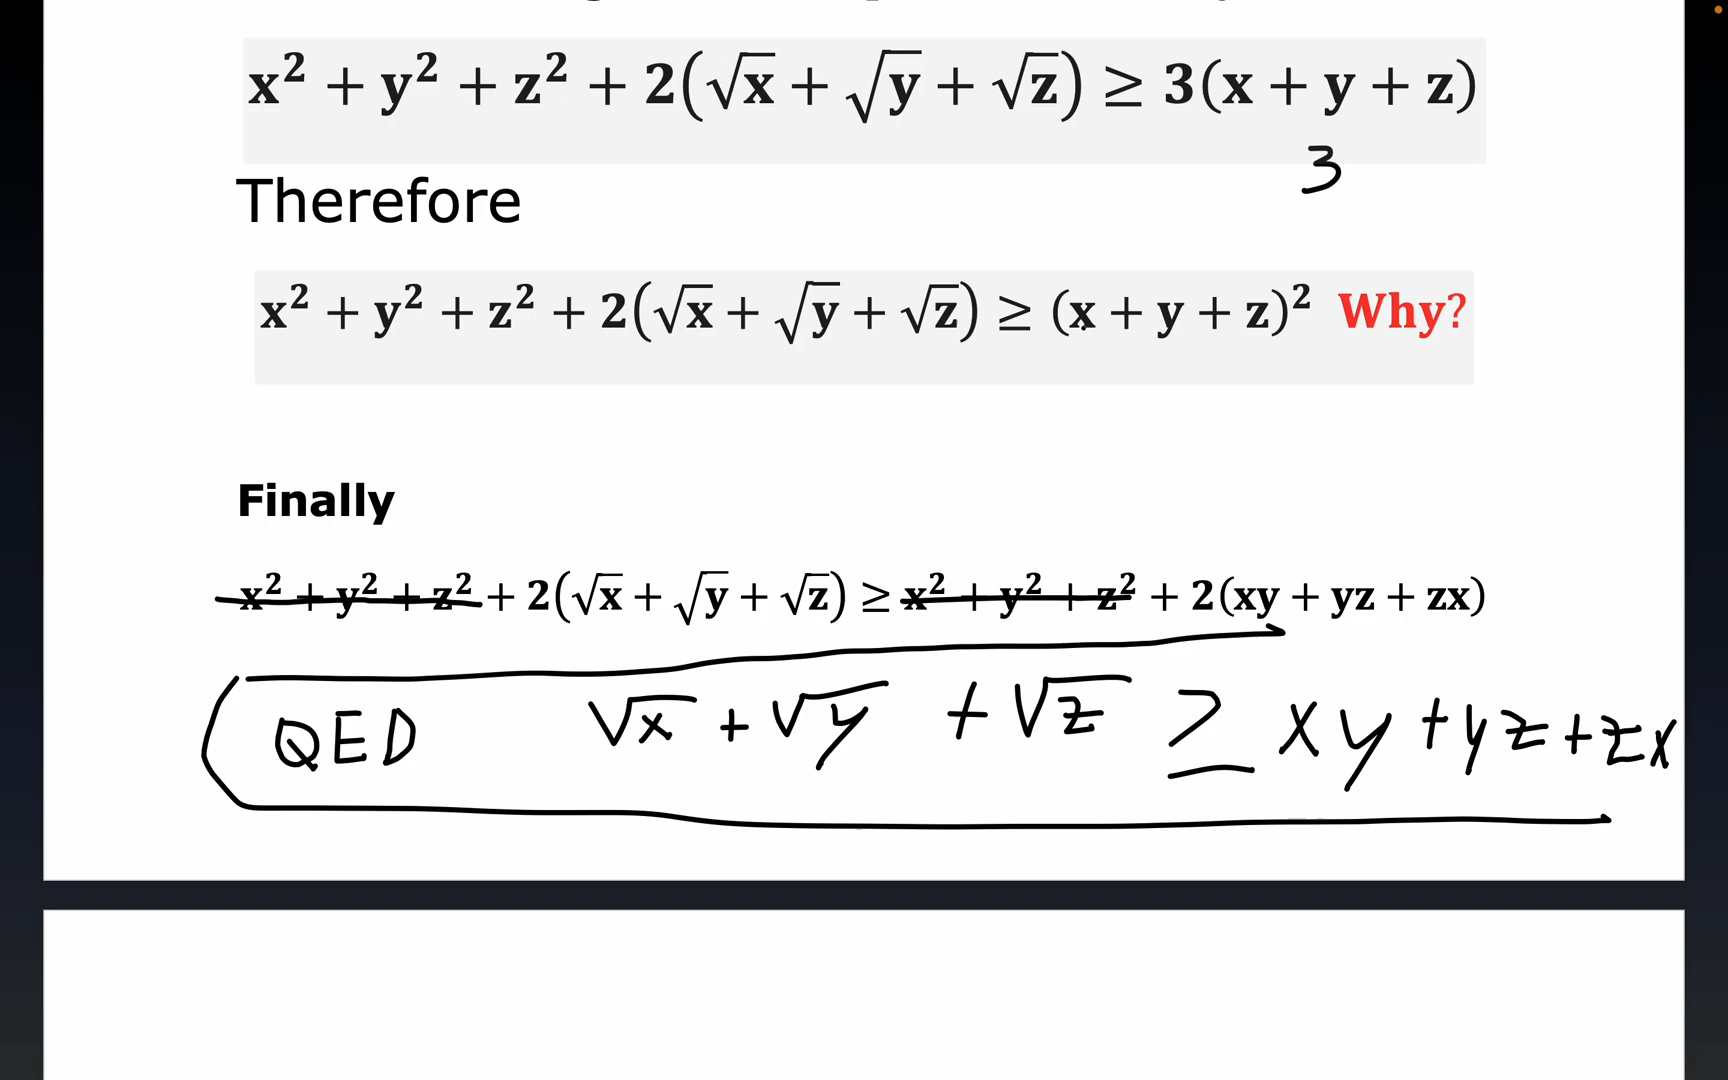 x² + y² + z² + 2(√x + √y + √z) ≥ 3(x + y + z)
3
Therefore
x² + y² + z² + 2(√x + √y + √z) ≥ (x + y + z)² Why?
Finally
x² + y² + z² + 2(√x + √y + √z) ≥ x² + y² + z² + 2(xy + yz + zx)
QED √x + √y + √z ≥ xy + yz + zx